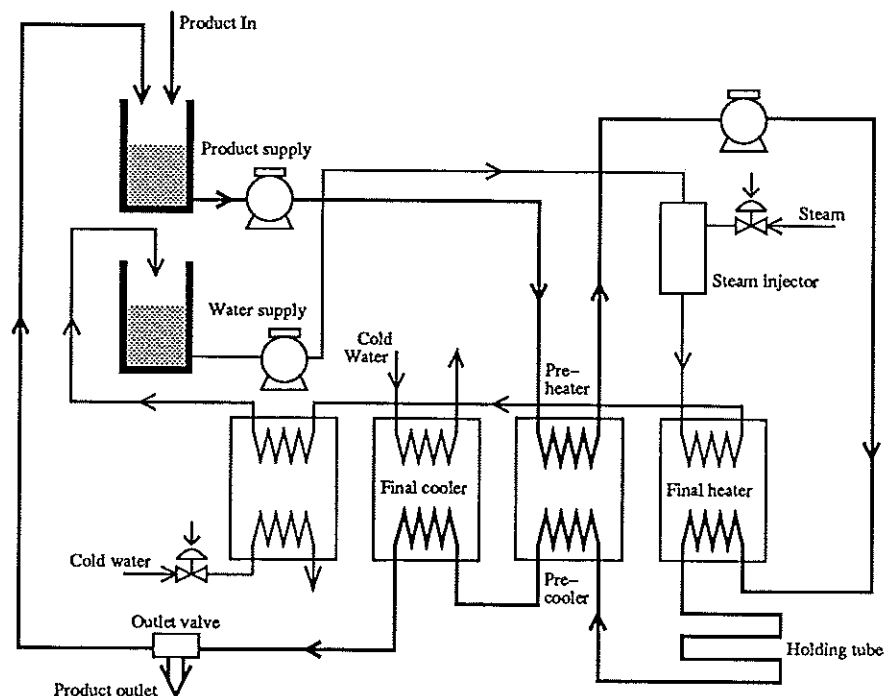 Product In
Product supply
Steam
Steam injector
Water supply
Cold
Water
Pre–
heater
Final cooler
Final heater
Cold water
Pre–
cooler
Outlet valve
Holding tube
Product outlet